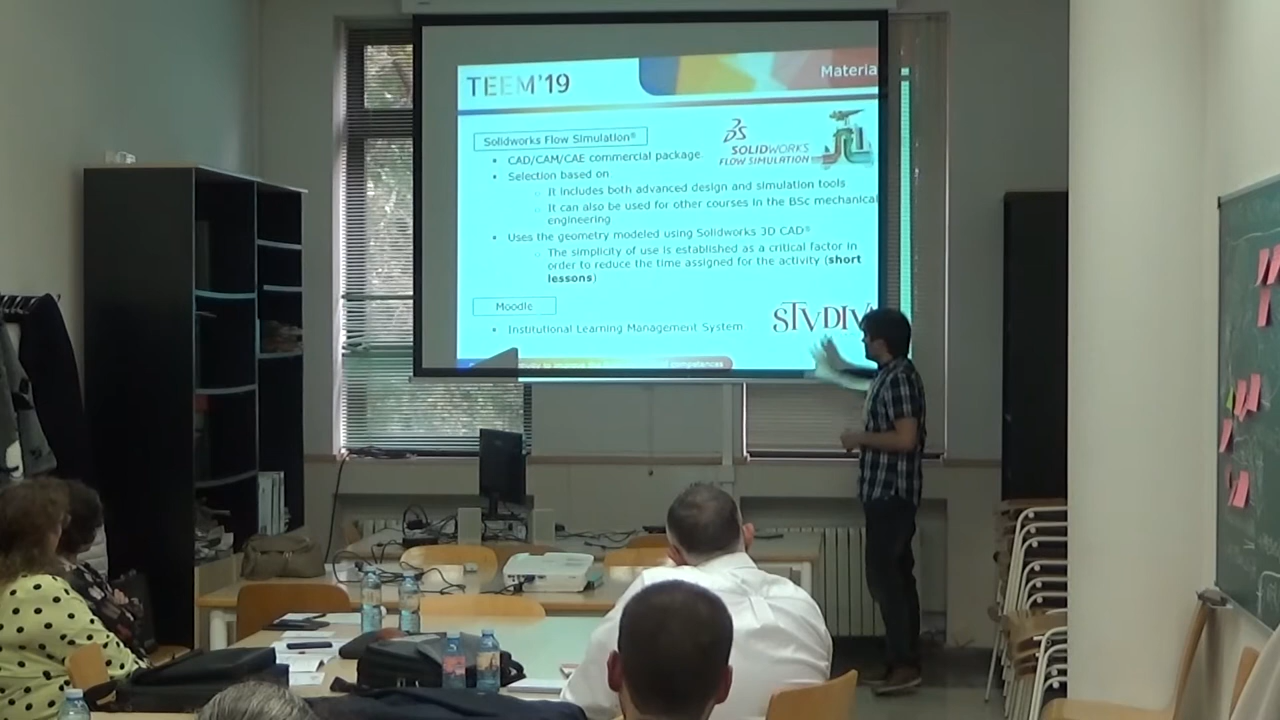 TEEM'19
Materia
Solidworks Flow Simulation®
CAD/CAM/CAE commercial package
Selection based on
It includes both advanced design and simulation tools
It can also be used for other courses in the BSc mechanical
engineering
3DS
SOLIDWORKS
FLOW SIMULATION
Uses the geometry modeled using Solidworks 3D CAD®
The simplicity of use is established as a critical factor in
order to reduce the time assigned for the activity (short
lessons)
Moodle
Institutional Learning Management System
STVDIV
competences